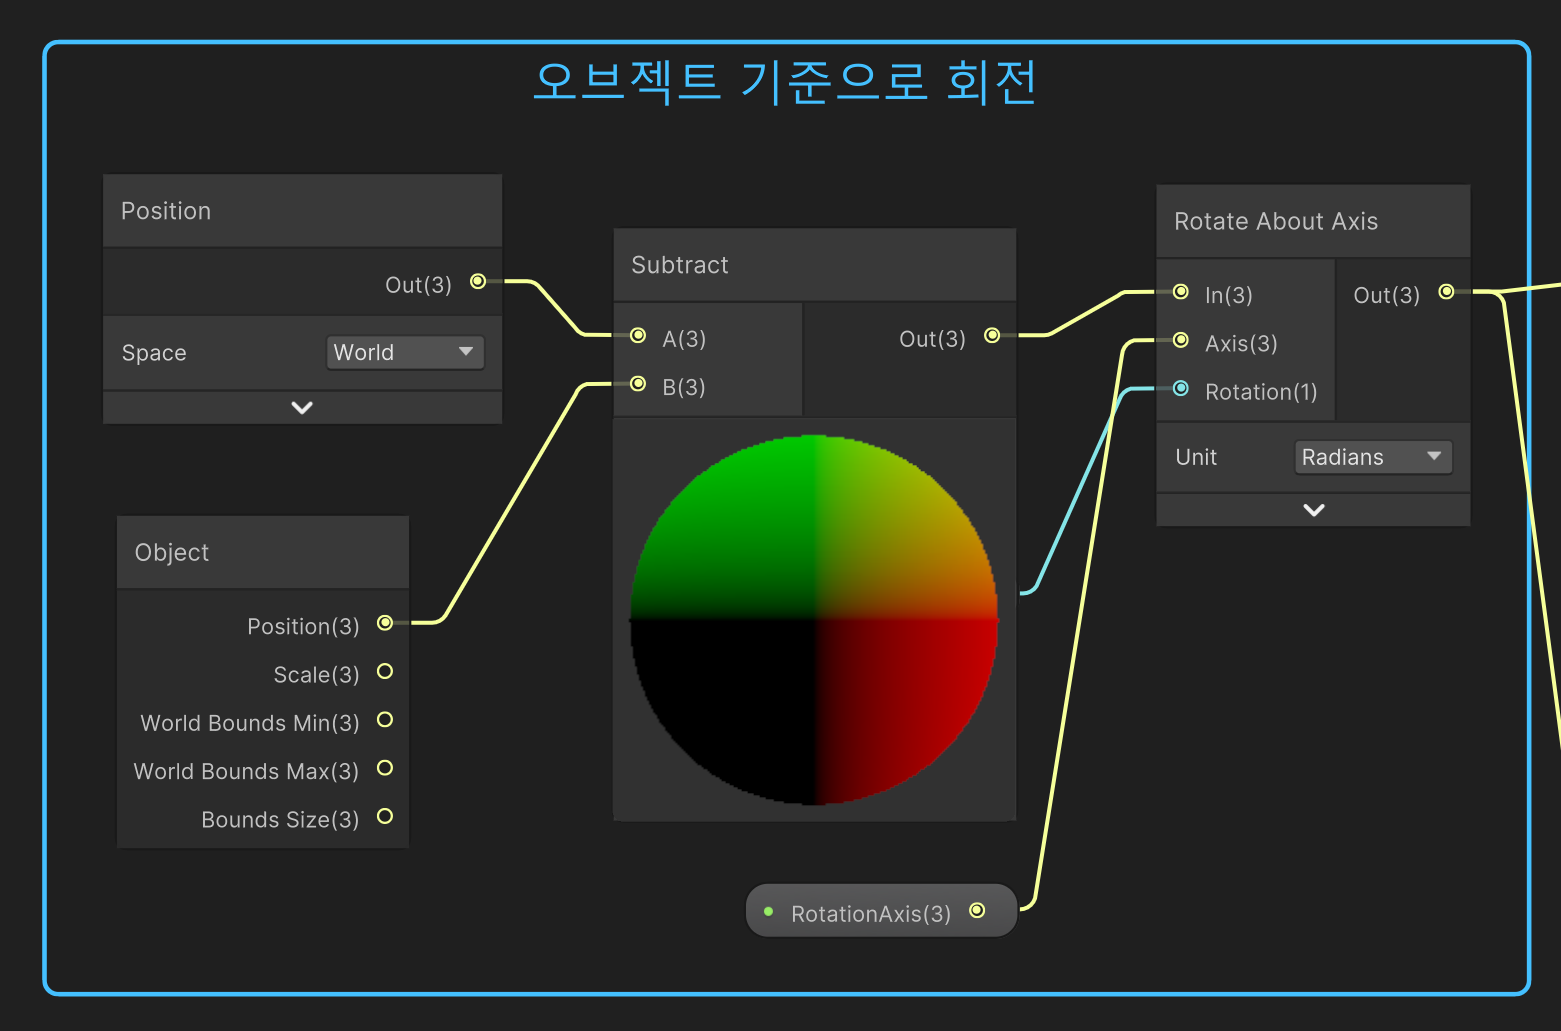 오브젝트 기준으로 회전
Position
Out(3)
Space
World
Object
Position(3)
Scale(3)
World Bounds Min(3)
World Bounds Max(3)
Bounds Size(3)
Subtract
A(3)
Out(3)
B(3)
RotationAxis(3)
Rotate About Axis
In(3)
Out(3)
Axis(3)
Rotation(1)
Unit
Radians